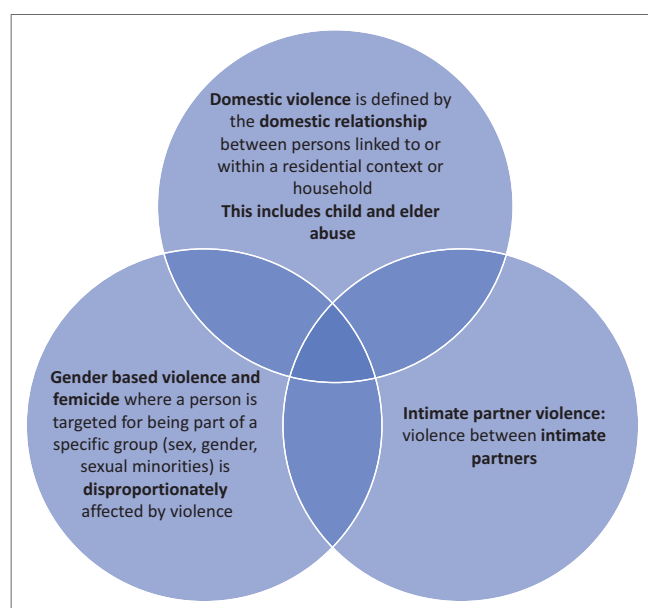 Domestic violence is defined by
the domestic relationship
between persons linked to or
within a residential context or
household
This includes child and elder
abuse
Gender based violence and
femicide where a person is
targeted for being part of a
specific group (sex, gender,
sexual minorities) is
disproportionately
affected by violence
Intimate partner violence:
violence between intimate
partners